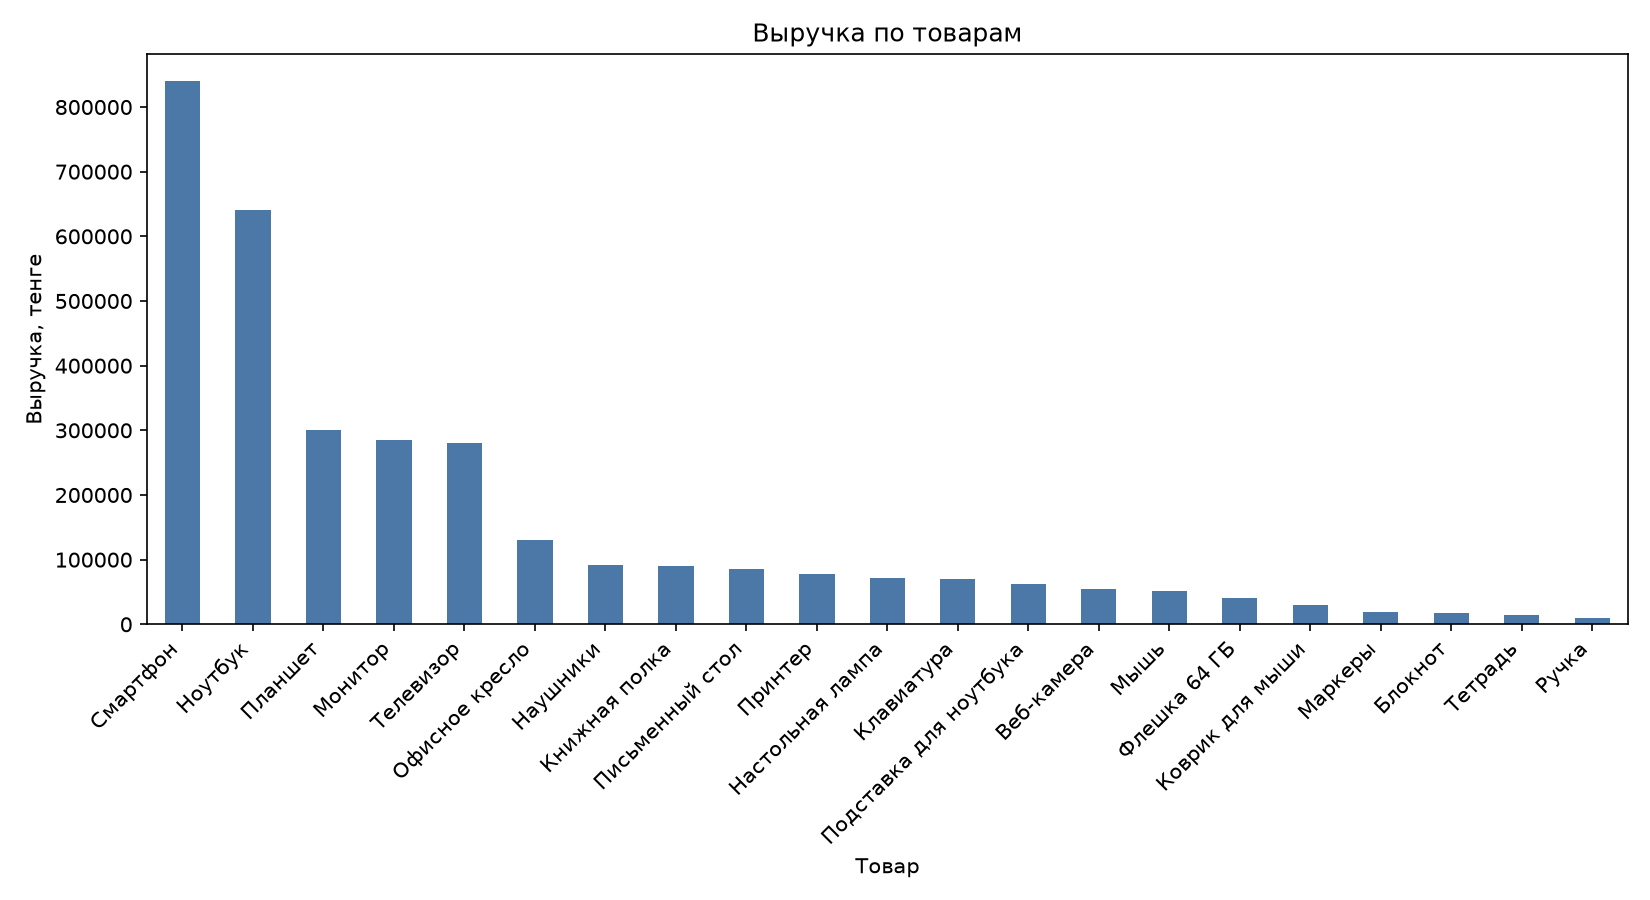 Выручка по товарам
Выручка, тенге
800000
700000
600000
500000
400000
300000
200000
100000
0
Смартфон
Ноутбук
Планшет
Монитор
Телевизор
Офисное кресло
Наушники
Книжная полка
Письменный стол
Принтер
Настольная лампа
Клавиатура
Подставка для ноутбука
Веб-камера
Мышь
Флешка 64 ГБ
Коврик для мыши
Маркеры
Блокнот
Тетрадь
Ручка
Товар